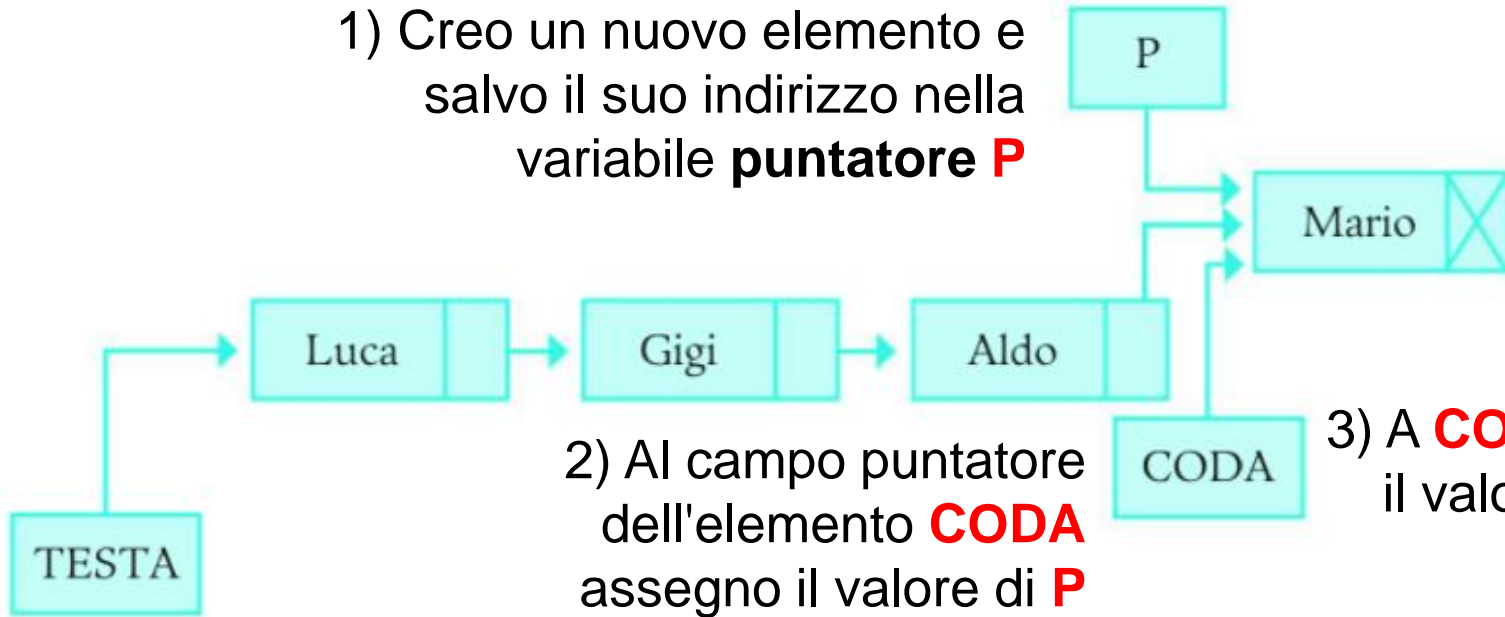 1) Creo un nuovo elemento e
salvo il suo indirizzo nella
variabile puntatore P
P
Mario
Luca
Gigi
Aldo
2) Al campo puntatore
dell'elemento CODA
assegno il valore di P
CODA
3) A
il
TESTA